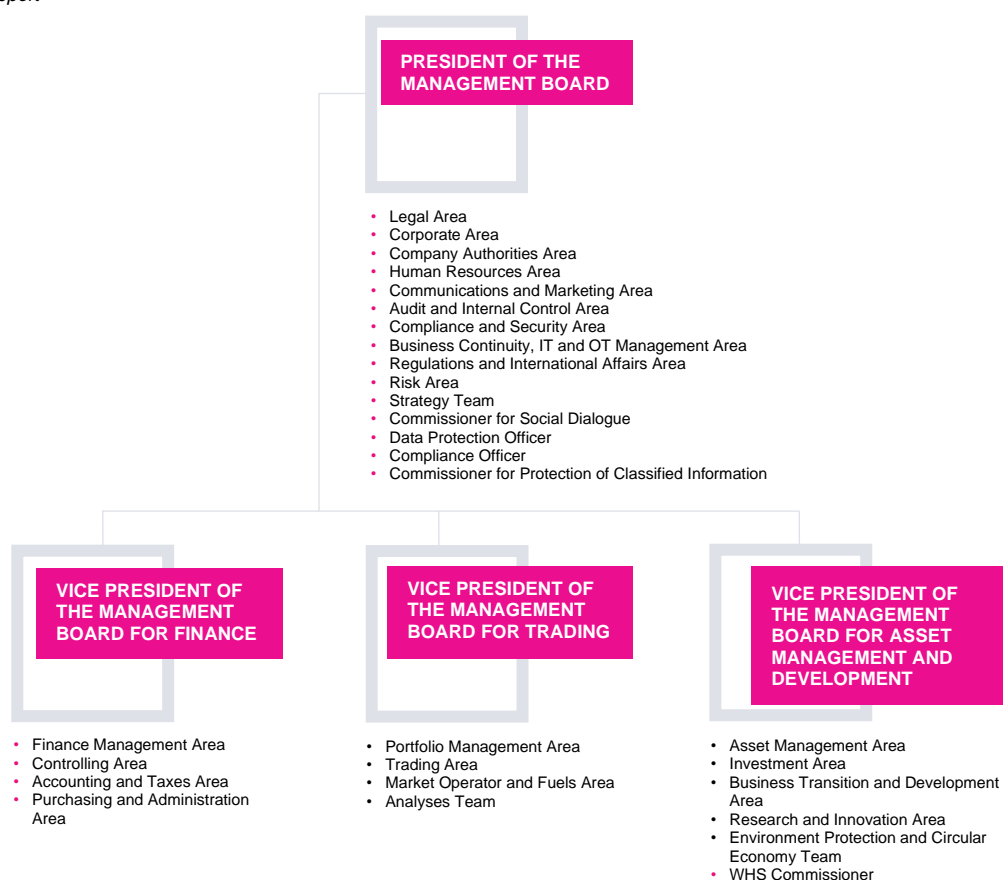 PRESIDENT OF THE
MANAGEMENT BOARD
• Legal Area
• Corporate Area
• Company Authorities Area
• Human Resources Area
• Communications and Marketing Area
• Audit and Internal Control Area
• Compliance and Security Area
• Business Continuity, IT and OT Management Area
• Regulations and International Affairs Area
• Risk Area
• Strategy Team
• Commissioner for Social Dialogue
• Data Protection Officer
• Compliance Officer
• Commissioner for Protection of Classified Information
VICE PRESIDENT OF
THE MANAGEMENT
BOARD FOR FINANCE
• Finance Management Area
• Controlling Area
• Accounting and Taxes Area
• Purchasing and Administration
Area
VICE PRESIDENT OF
THE MANAGEMENT
BOARD FOR TRADING
• Portfolio Management Area
• Trading Area
• Market Operator and Fuels Area
• Analyses Team
VICE PRESIDENT OF
THE MANAGEMENT
BOARD FOR ASSET
MANAGEMENT AND
DEVELOPMENT
• Asset Management Area
• Investment Area
• Business Transition and Development
Area
• Research and Innovation Area
• Environment Protection and Circular
Economy Team
• WHS Commissioner